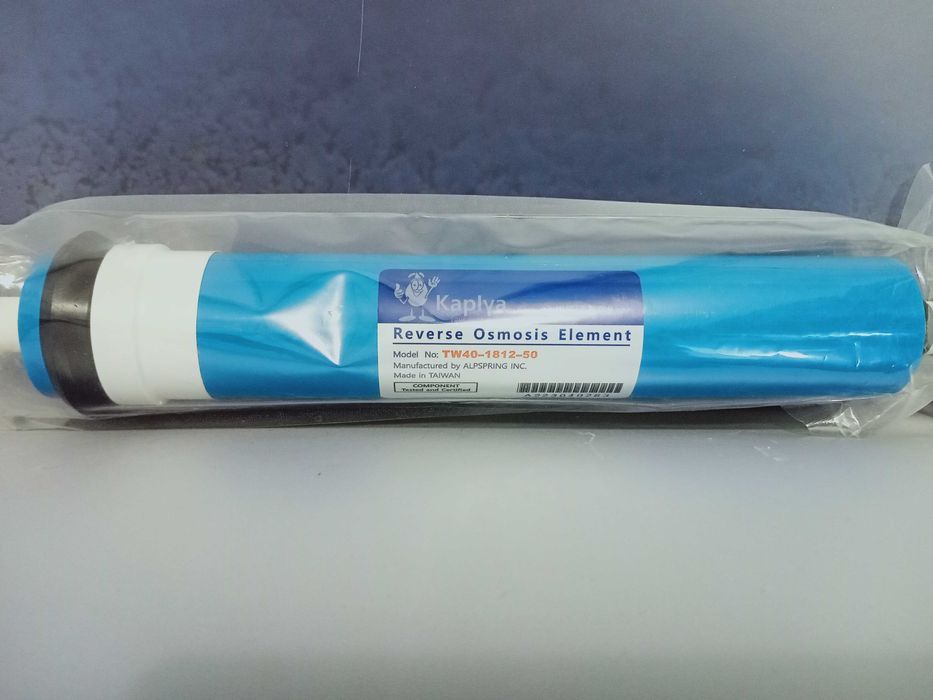 Kaplya
Reverse Osmosis Element
Model No: TW40-1812-50
Manufactured by ALPSPRING INC.
Made in TAIWAN
COMPONENT
Tested and Certified